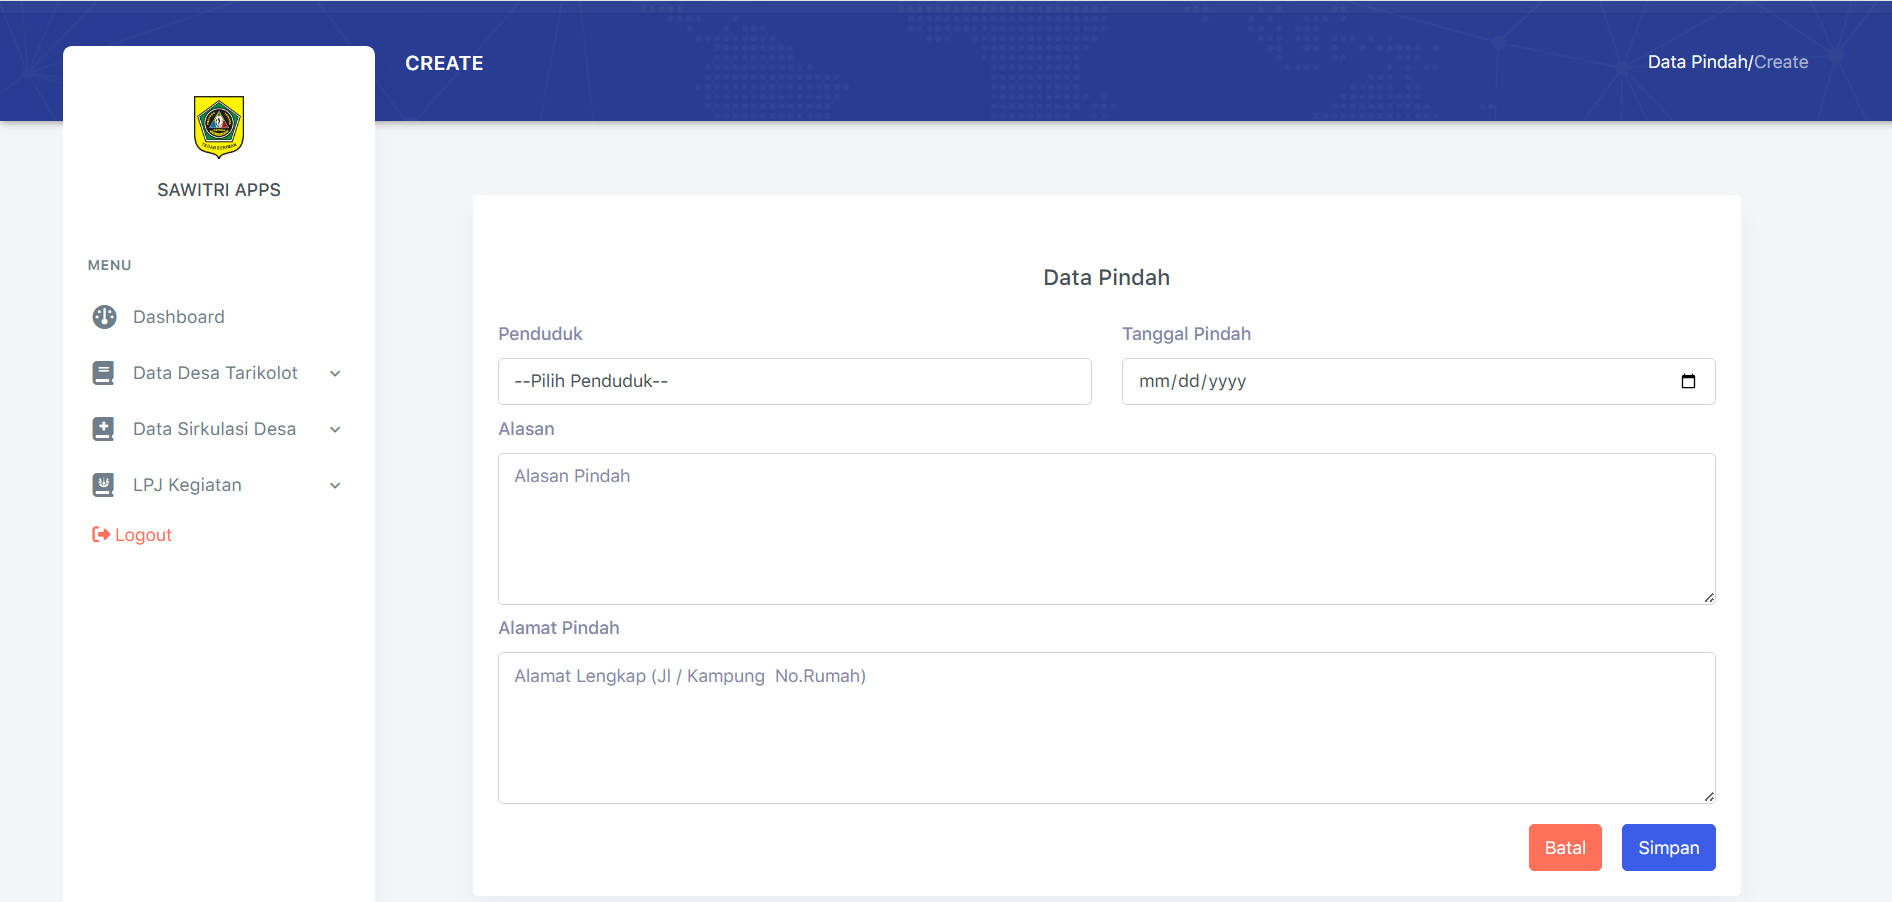 CREATE
Data Pindah/Create
SAWITRI APPS
MENU
Dashboard
Data Desa Tarikolot
Data Sirkulasi Desa
LPJ Kegiatan
Logout
Data Pindah
Penduduk
Tanggal Pindah
--Pilih Penduduk--
mm/dd/yyyy
Alasan
Alasan Pindah
Alamat Pindah
Alamat Lengkap (Jl / Kampung  No.Rumah)
Batal
Simpan